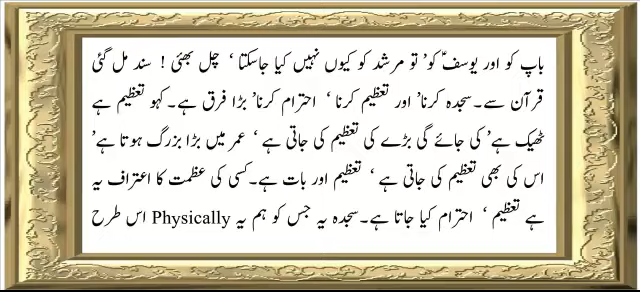 باپ کو اور یوسفؑ کو’ تو مرشد کو کیوں نہیں کیا جاسکتا ‘ چل بھئی ! سند مل گئی
قرآن سے۔سجدہ کرنا’ اور تعظیم کرنا ‘ احترام کرنا’ بڑا فرق ہے۔کہو تعظیم ہے
ٹھیک ہے’ کی جائے گی بڑے کی تعظیم کی جاتی ہے ‘ عمر میں بڑا بزرگ ہوتا ہے’
اس کی بھی تعظیم کی جاتی ہے ‘ تعظیم اور بات ہے۔کسی کی عظمت کا اعتراف یہ
ہے تعظیم ‘ احترام کیا جاتا ہے۔سجدہ یہ جس کو ہم یہ Physically اس طرح